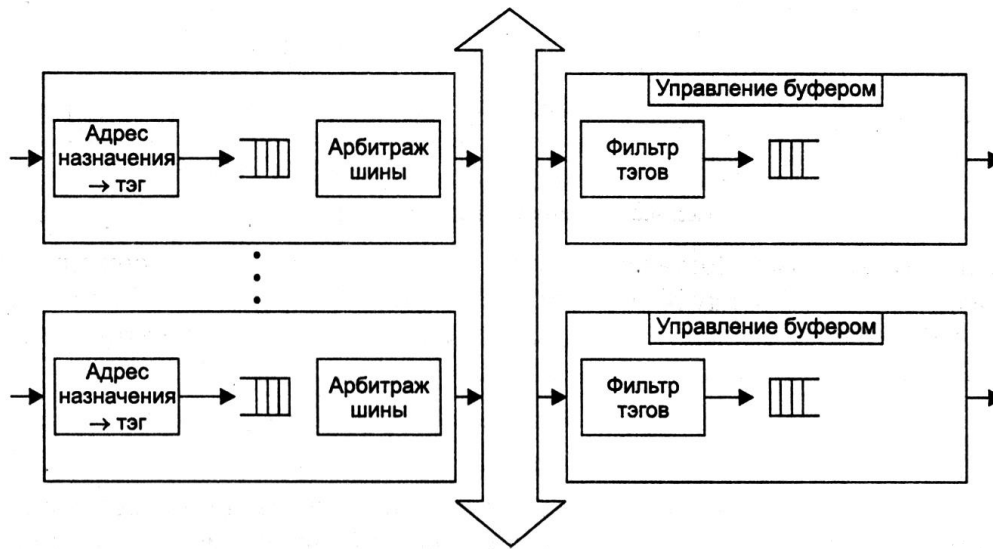 Управление буфером
Адрес
назначения
→ тэг
Арбитраж
шины
Фильтр
тэгов
Управление буфером
Адрес
назначения
→ тэг
Арбитраж
шины
Фильтр
тэгов